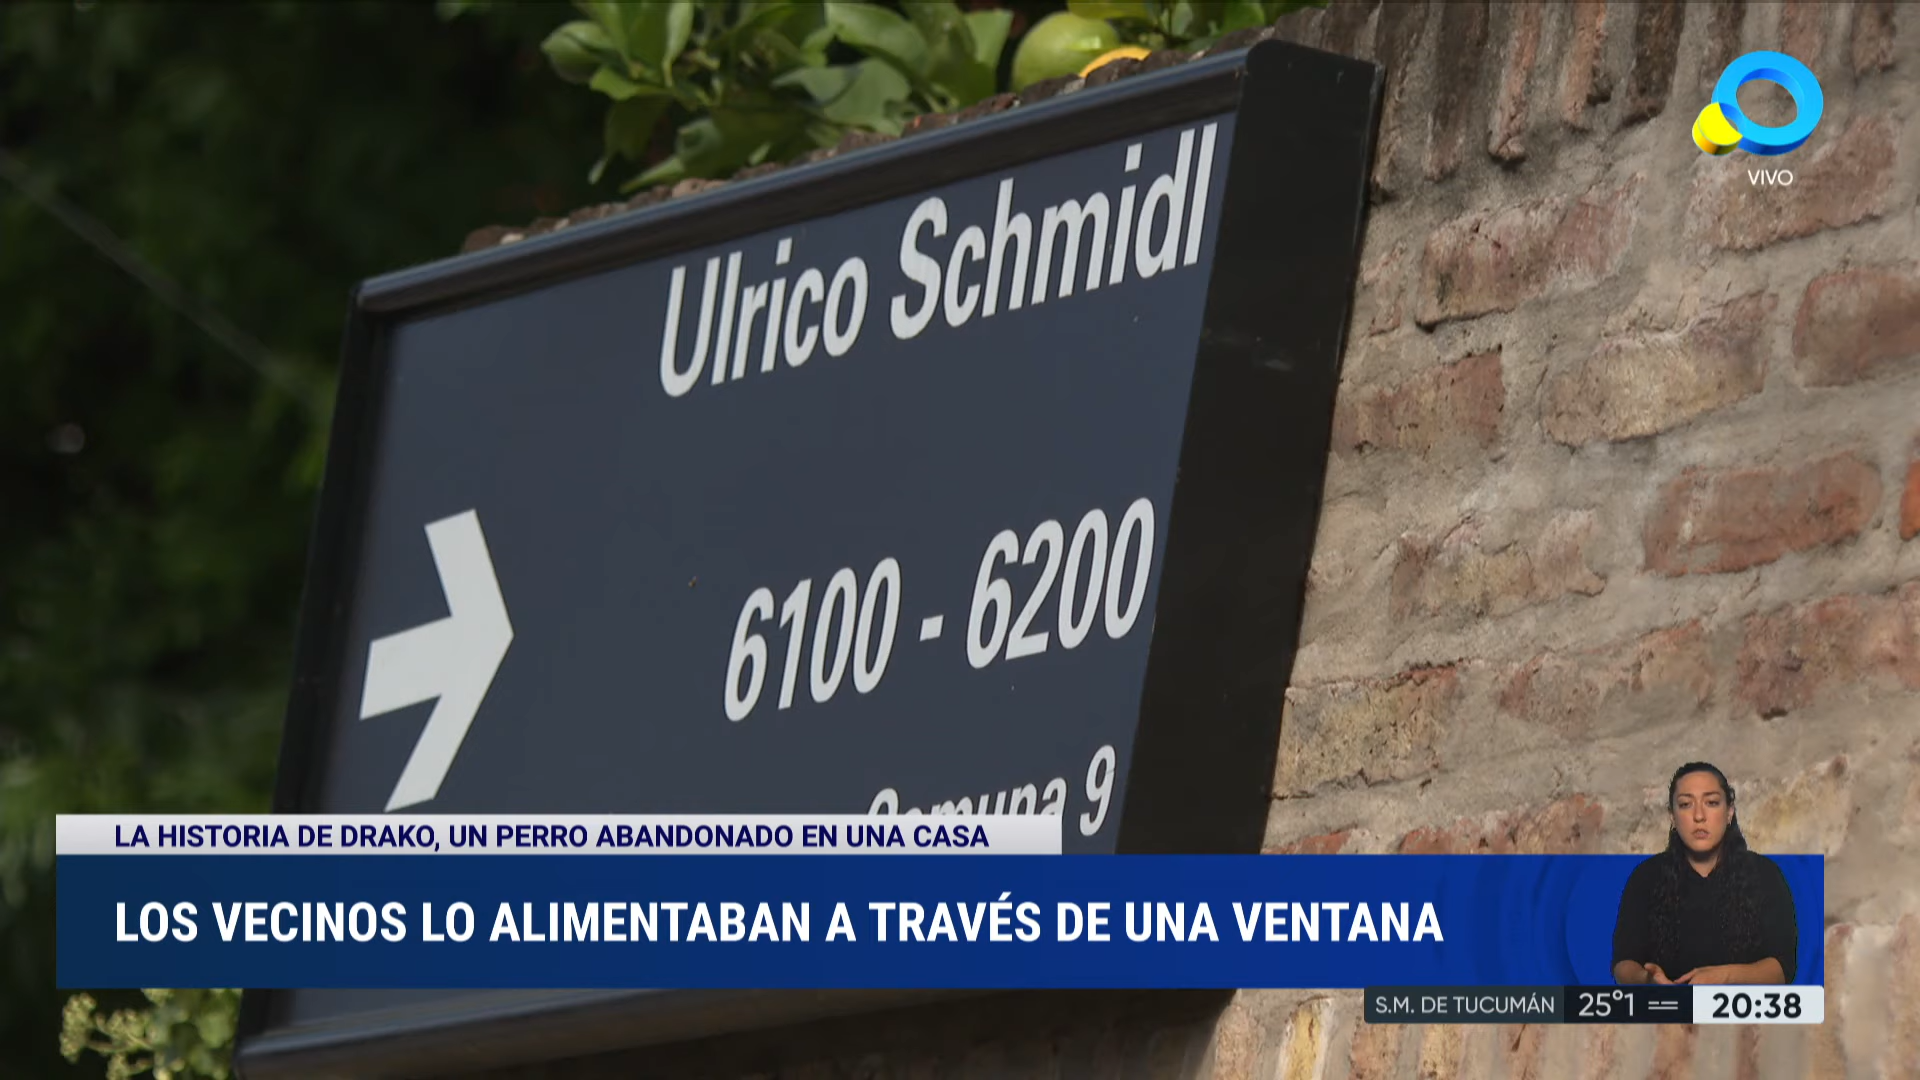 VIVO
Ulrico Schmidl
6100 - 6200
Comuna 9
LA HISTORIA DE DRAKO, UN PERRO ABANDONADO EN UNA CASA
LOS VECINOS LO ALIMENTABAN A TRAVÉS DE UNA VENTANA
S.M. DE TUCUMÁN 25°1 20:38